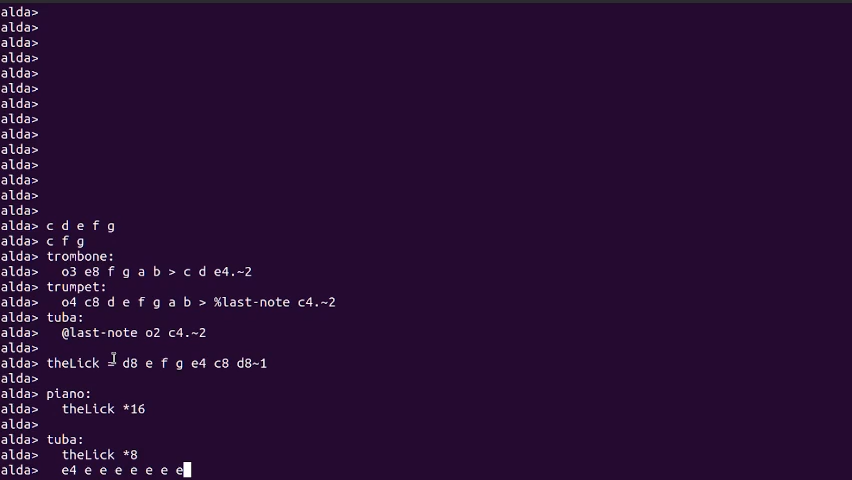 alda>
alda>
alda>
alda>
alda>
alda>
alda>
alda>
alda>
alda>
alda>
alda>
alda>
alda>
alda> c d e f g
alda> c f g
alda> trombone:
alda>   o3 e8 f g a b > c d e4.~2
alda> trumpet:
alda>   o4 c8 d e f g a b > %last-note c4.~2
alda> tuba:
alda>   @last-note o2 c4.~2
alda>
alda> theLick = d8 e f g e4 c8 d8~1
alda>
alda> piano:
alda>   theLick *16
alda>
alda> tuba:
alda>   theLick *8
alda>   e4 e e e e e e e